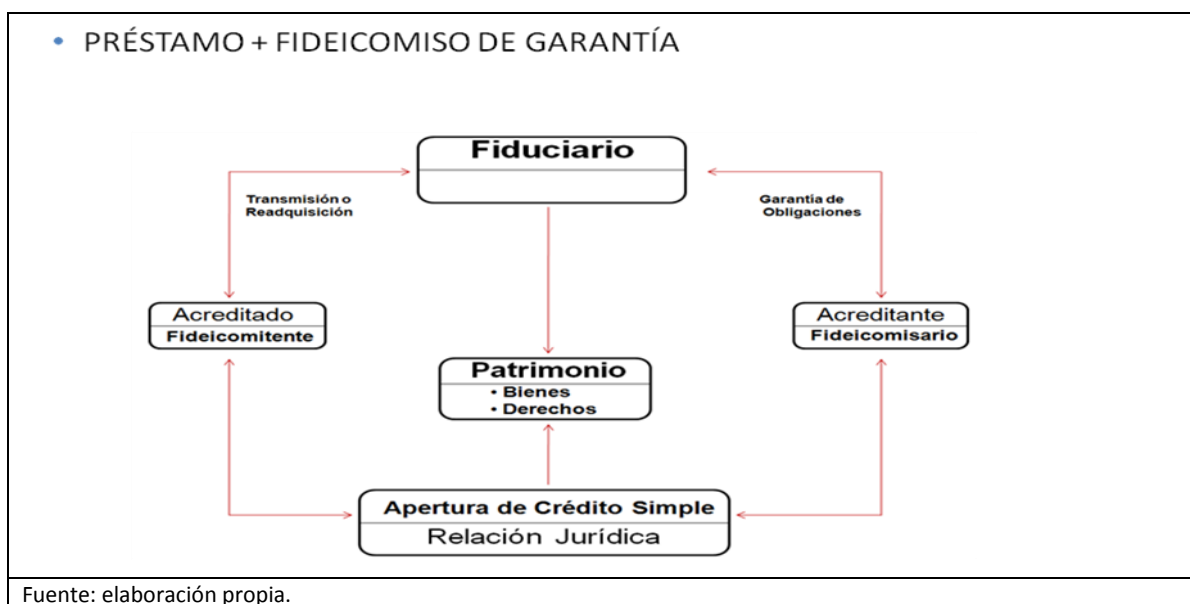 • PRÉSTAMO + FIDEICOMISO DE GARANTÍA
Fiduciario
Transmisión o
Readquisición
Garantía de
Obligaciones
Acreditado
Fideicomitente
Acreditante
Fideicomisario
Patrimonio
• Bienes
• Derechos
Apertura de Crédito Simple
Relación Jurídica
Fuente: elaboración propia.